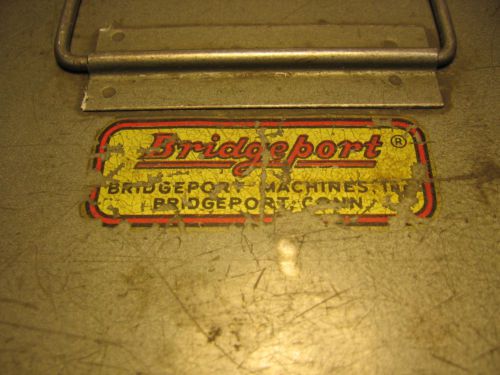 Bridgeport ®
BRIDGEPORT MACHINES, INC
BRIDGEPORT, CONN